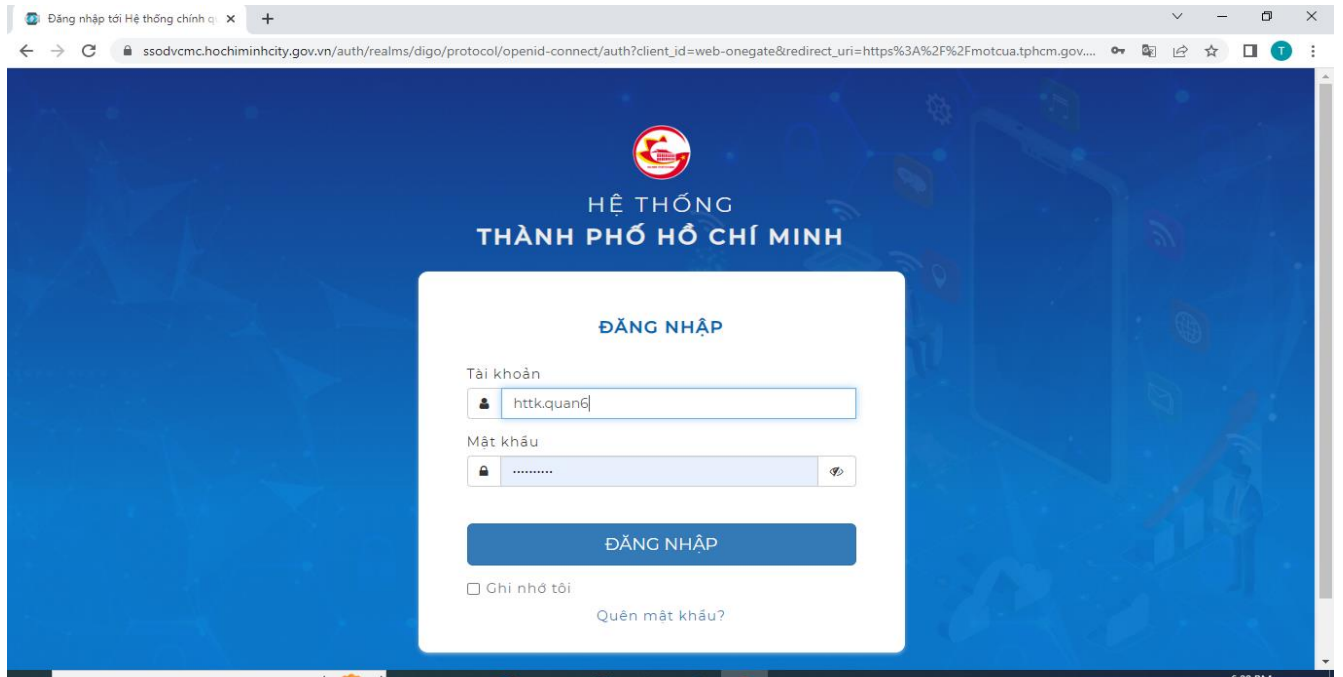 Đăng nhập tới Hệ thống chính q
ssodvcmc.hochiminhcity.gov.vn/auth/realms/digo/protocol/openid-connect/auth?client_id=web-onegate&redirect_uri=https%3A%2F%2Fmotcua.tphcm.gov....
T
HỆ THỐNG
THÀNH PHỐ HỒ CHÍ MINH
ĐĂNG NHẬP
Tài khoản
httk.quan6
Mật khẩu
..........
ĐĂNG NHẬP
Ghi nhớ tôi
Quên mật khẩu?